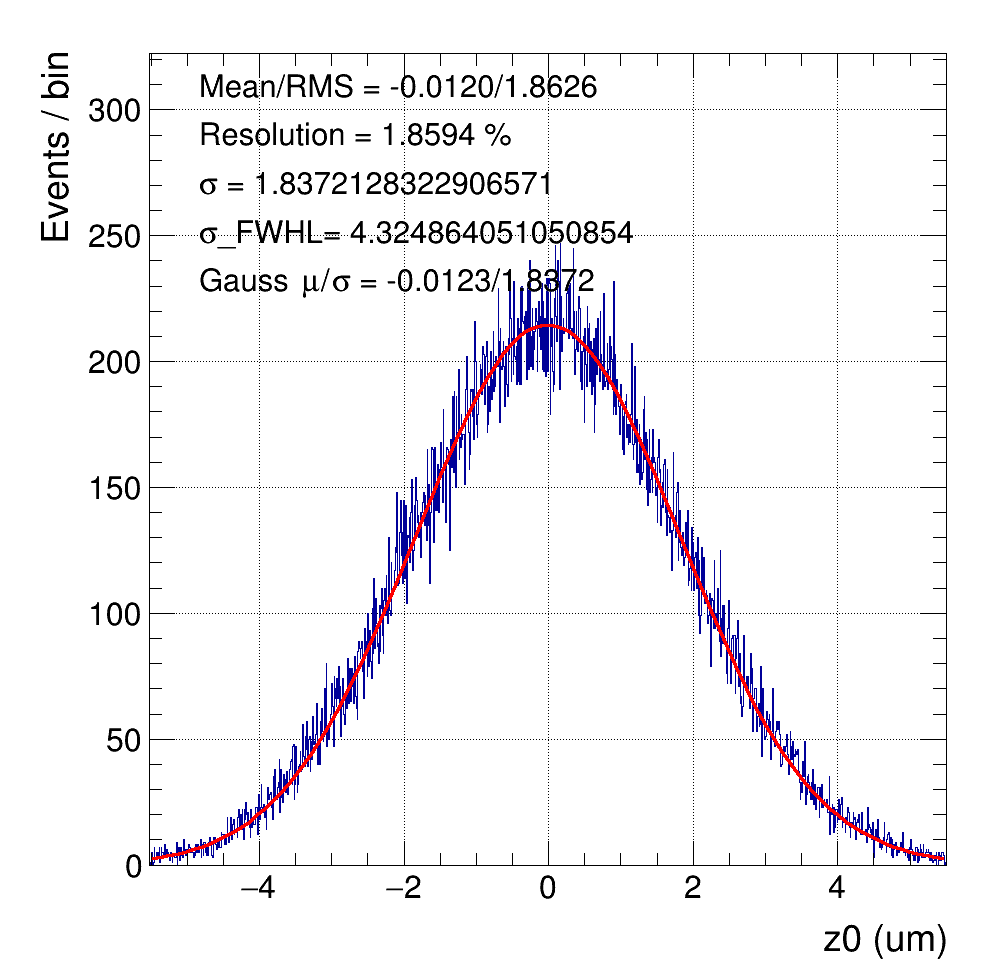 Events / bin
Mean/RMS = -0.0120/1.8626
Resolution = 1.8594 %
σ = 1.8372128322906571
σ_FWHL= 4.324864051050854
Gauss μ/σ = -0.0123/1.8372
300
250
200
150
100
50
0
−4 −2 0 2 4
z0 (um)